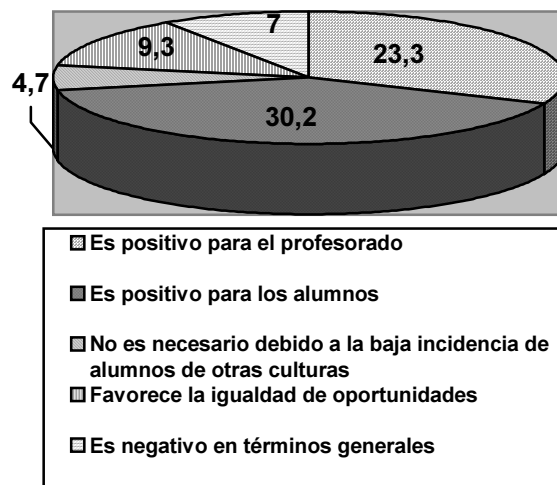 7
9,3
23,3
4,7
30,2
Es positivo para el profesorado
Es positivo para los alumnos
No es necesario debido a la baja incidencia de
alumnos de otras culturas
Favorece la igualdad de oportunidades
Es negativo en términos generales